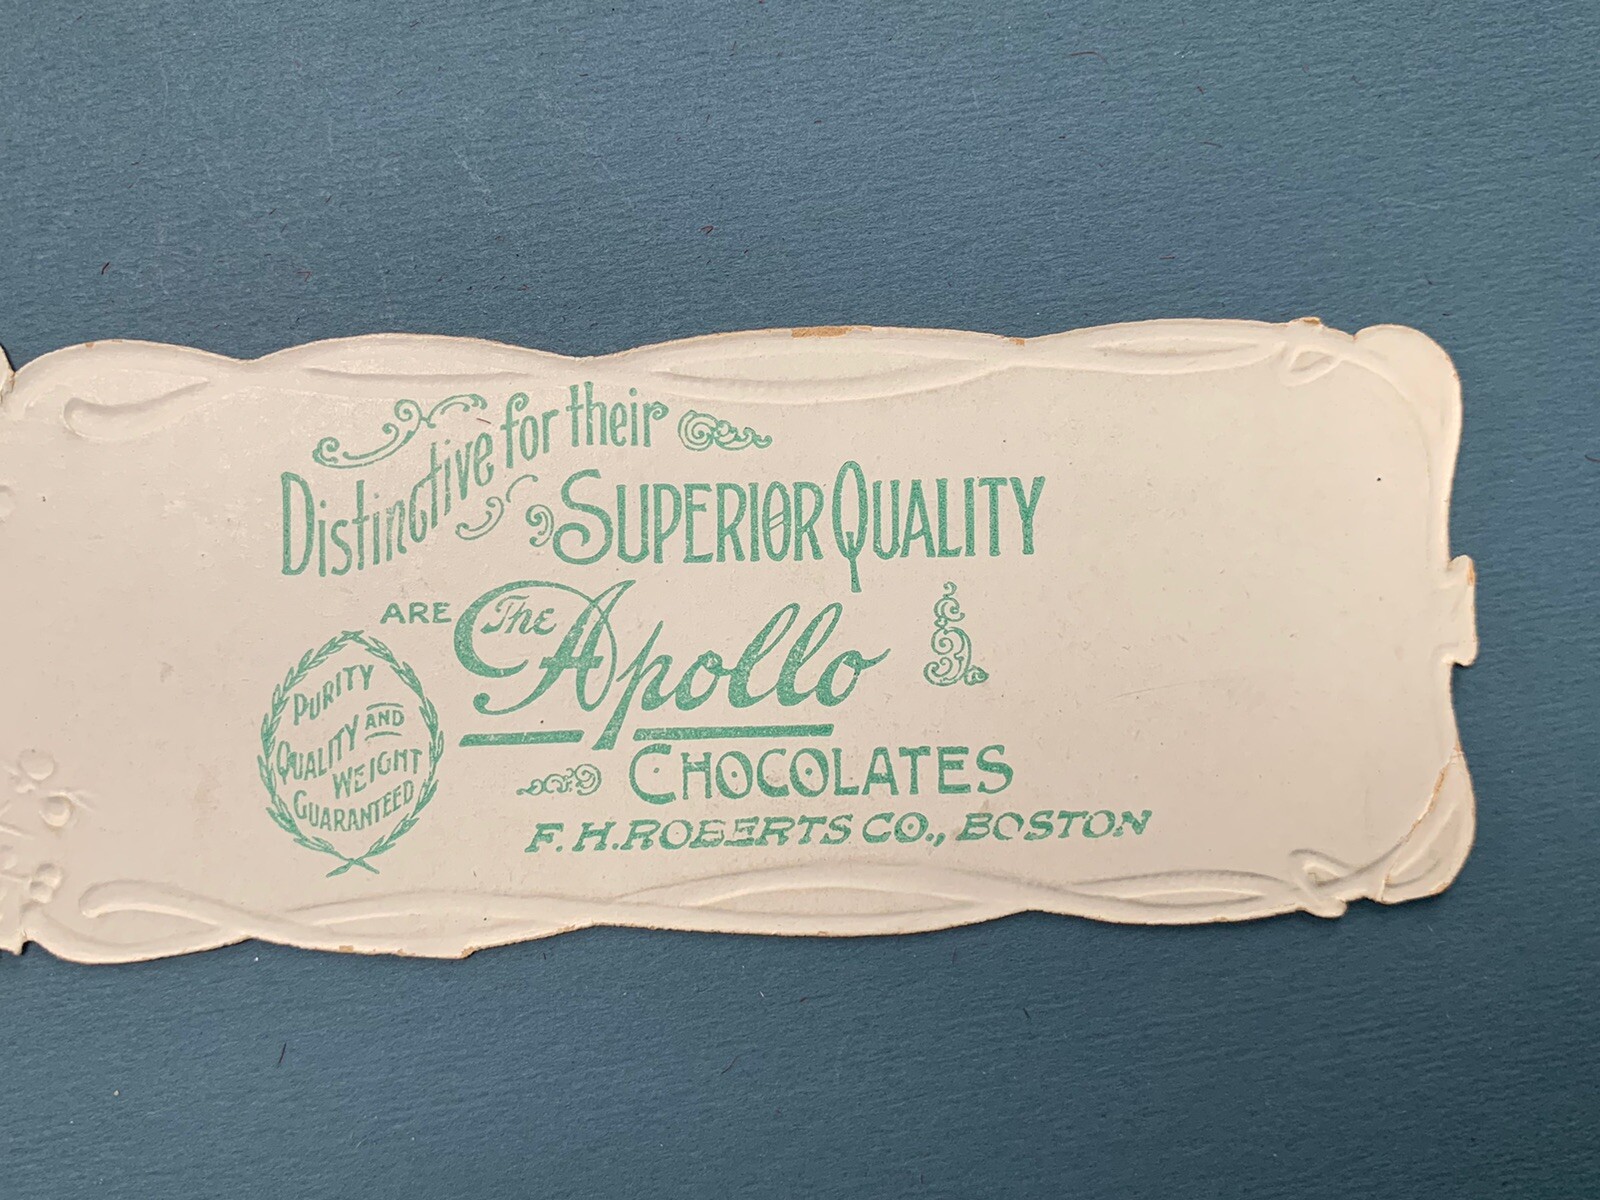 Distinctive for their
SUPERIOR QUALITY
ARE The Apollo
CHOCOLATES
F. H. ROBERTS CO., BOSTON
PURITY
QUALITY AND
WEIGHT
GUARANTEED